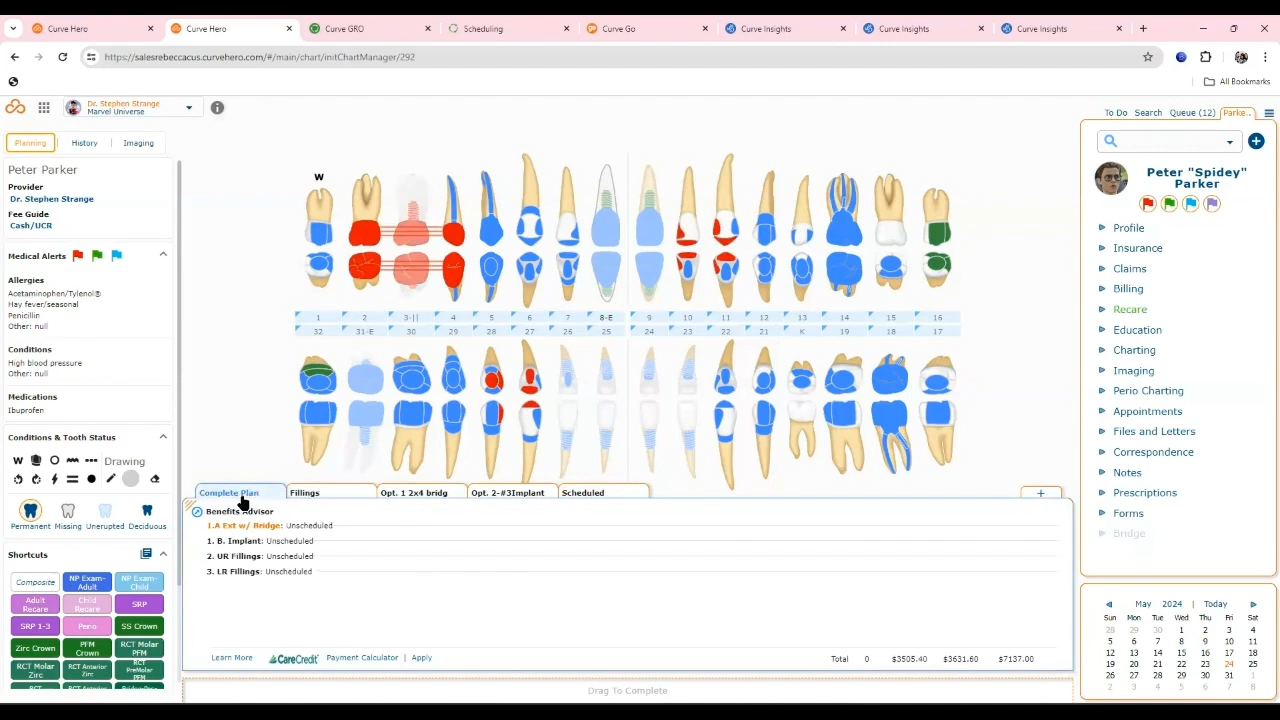 Curve Hero
Curve Hero
Curve GRO
Scheduling
Curve Go
Curve Insights
Curve Insights
Curve Insights
https://salesrebeccacus.curvehero.com/#/main/chart/initChartManager/292
All Bookmarks
Dr. Stephen Strange
Marvel Universe
To Do Search Queue (12) Parke...
Planning History Imaging
Peter Parker
Provider
Dr. Stephen Strange
Fee Guide
Cash/UCR
Medical Alerts
Allergies
Acetaminophen/Tylenol®
Hay fever/seasonal
Penicillin
Other: null
Conditions
High blood pressure
Other: null
Medications
Ibuprofen
Conditions & Tooth Status
W
Drawing
Permanent Missing Unerupted Deciduous
Shortcuts
Composite NP Exam-Adult NP Exam-Child
Adult Recare Child Recare SRP
SRP 1-3 Perio SS Crown
Zirc Crown PFM Crown RCT Molar PFM
RCT Molar Zirc RCT Anterior Zirc RCT PreMolar PFM
W
1 2 3-|| 4 5 6 7 8-E 9 10 11 12 13 14 15 16
32 31-E 30 29 28 27 26 25 24 23 22 21 K 19 18 17
Complete Plan Fillings Opt. 1 2x4 bridg Opt. 2-#3Implant Scheduled +
Benefits Advisor
1.A Ext w/ Bridge: Unscheduled
1. B. Implant: Unscheduled
2. UR Fillings: Unscheduled
3. LR Fillings: Unscheduled
Learn More CareCredit Payment Calculator | Apply
Total 0 $3505.40 $3631.60 $7137.00
Drag To Complete
Peter "Spidey"
Parker
Profile
Insurance
Claims
Billing
Recare
Education
Charting
Imaging
Perio Charting
Appointments
Files and Letters
Correspondence
Notes
Prescriptions
Forms
Bridge
May 2024 | Today
Sun Mon Tue Wed Thu Fri Sat
28 29 30 1 2 3 4
5 6 7 8 9 10 11
12 13 14 15 16 17 18
19 20 21 22 23 24 25
26 27 28 29 30 31 1
2 3 4 5 6 7 8